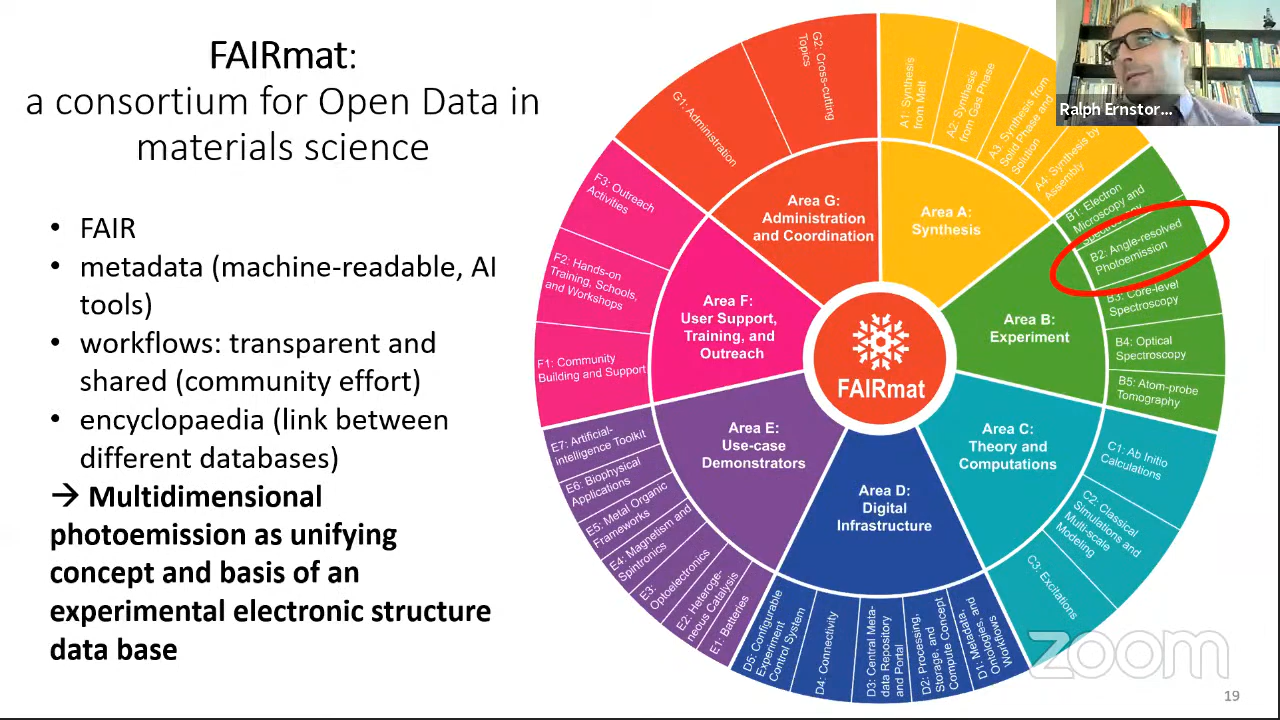 FAIRmat:
a consortium for Open Data in
materials science
• FAIR
• metadata (machine-readable, AI
tools)
• workflows: transparent and
shared (community effort)
• encyclopaedia (link between
different databases)
→ Multidimensional
photoemission as unifying
concept and basis of an
experimental electronic structure
data base
G1: Administration
G2: Cross-cutting
Topics
Area G:
Administration
and Coordination
A1: Synthesis
from Melt
A2: Synthesis
from Gas Phase
A3: Synthesis from
Solid Phase and
Solution
A4: Synthesis by
Assembly
Area A:
Synthesis
B1: Electron
Microscopy and
Spectroscopy
B2: Angle-resolved
Photoemission
B3: Core-level
Spectroscopy
B4: Optical
Spectroscopy
B5: Atom-probe
Tomography
Area B:
Experiment
C1: Ab Initio
Calculations
C2: Classical
Simulations and
Multi-scale
Modeling
C3: Excitations
Area C:
Theory and
Computations
D1: Metadata,
Ontologies, and
Workflows
D2: Processing,
Storage, and
Compute Concept
D3: Central Meta-
data Repository
and Portal
D4: Connectivity
D5: Configurable
Experiment
Control System
Area D:
Digital
Infrastructure
E1: Batteries
E2: Heteroge-
neous Catalysis
E3:
Optoelectronics
E4: Magnetism and
Spintronics
E5: Metal Organic
Frameworks
E6: Biophysical
Applications
E7: Artificial-
intelligence Toolkit
Area E:
Use-case
Demonstrators
F1: Community
Building and Support
F2: Hands-on
Training, Schools,
and Workshops
F3: Outreach
Activities
Area F:
User Support,
Training, and
Outreach
FAIRmat
Ralph Ernstor...
zoom
19